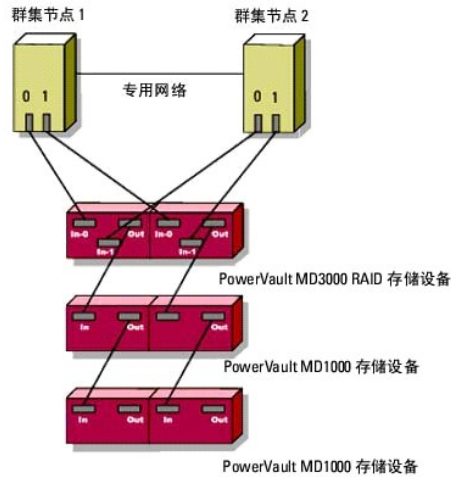 群集节点 1
群集节点 2
专用网络
0 1
0 1
In-0 Out In-0 Out
In-1 In-1
PowerVault MD3000 RAID 存储设备
In Out Out
PowerVault MD1000 存储设备
In Out In Out
PowerVault MD1000 存储设备